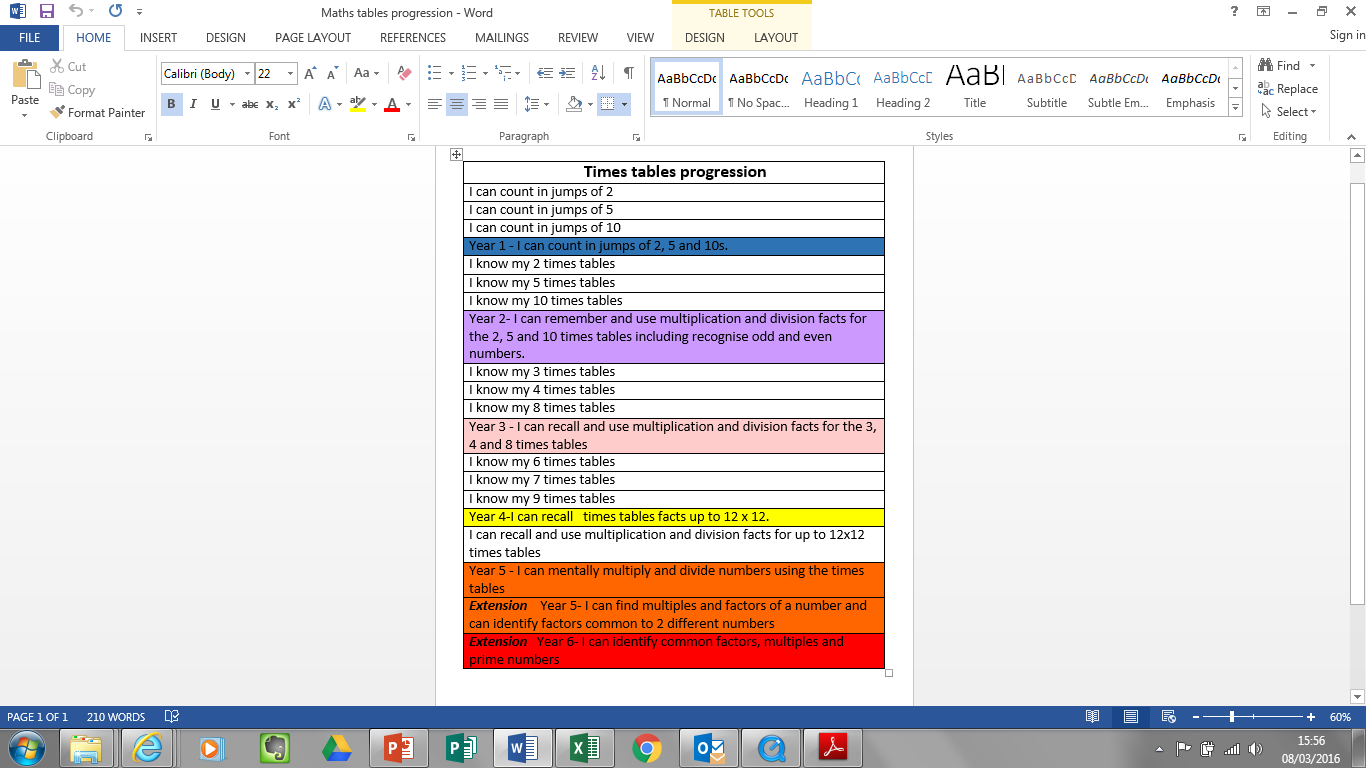 Maths tables progression - Word
TABLE TOOLS
?
Sign in
FILE HOME INSERT DESIGN PAGE LAYOUT REFERENCES MAILINGS REVIEW VIEW DESIGN LAYOUT
Paste
Cut
Copy
Format Painter
Clipboard
Calibri (Body) 22
B I U abc x₂ x²
Font
Paragraph
AaBbCcDc AaBbCcDc AaBbCc AaBbCcD AaBl AaBbCcD AaBbCcDc AaBbCcDc
¶ Normal ¶ No Spac... Heading 1 Heading 2 Title Subtitle Subtle Em... Emphasis
Styles
Find
Replace
Select
Editing
Times tables progression
I can count in jumps of 2
I can count in jumps of 5
I can count in jumps of 10
Year 1 - I can count in jumps of 2, 5 and 10s.
I know my 2 times tables
I know my 5 times tables
I know my 10 times tables
Year 2- I can remember and use multiplication and division facts for
the 2, 5 and 10 times tables including recognise odd and even
numbers.
I know my 3 times tables
I know my 4 times tables
I know my 8 times tables
Year 3 - I can recall and use multiplication and division facts for the 3,
4 and 8 times tables
I know my 6 times tables
I know my 7 times tables
I know my 9 times tables
Year 4-I can recall   times tables facts up to 12 x 12.
I can recall and use multiplication and division facts for up to 12x12
times tables
Year 5 - I can mentally multiply and divide numbers using the times
tables
Extension   Year 5- I can find multiples and factors of a number and
can identify factors common to 2 different numbers
Extension   Year 6- I can identify common factors, multiples and
prime numbers
PAGE 1 OF 1 210 WORDS 60%
15:56
08/03/2016